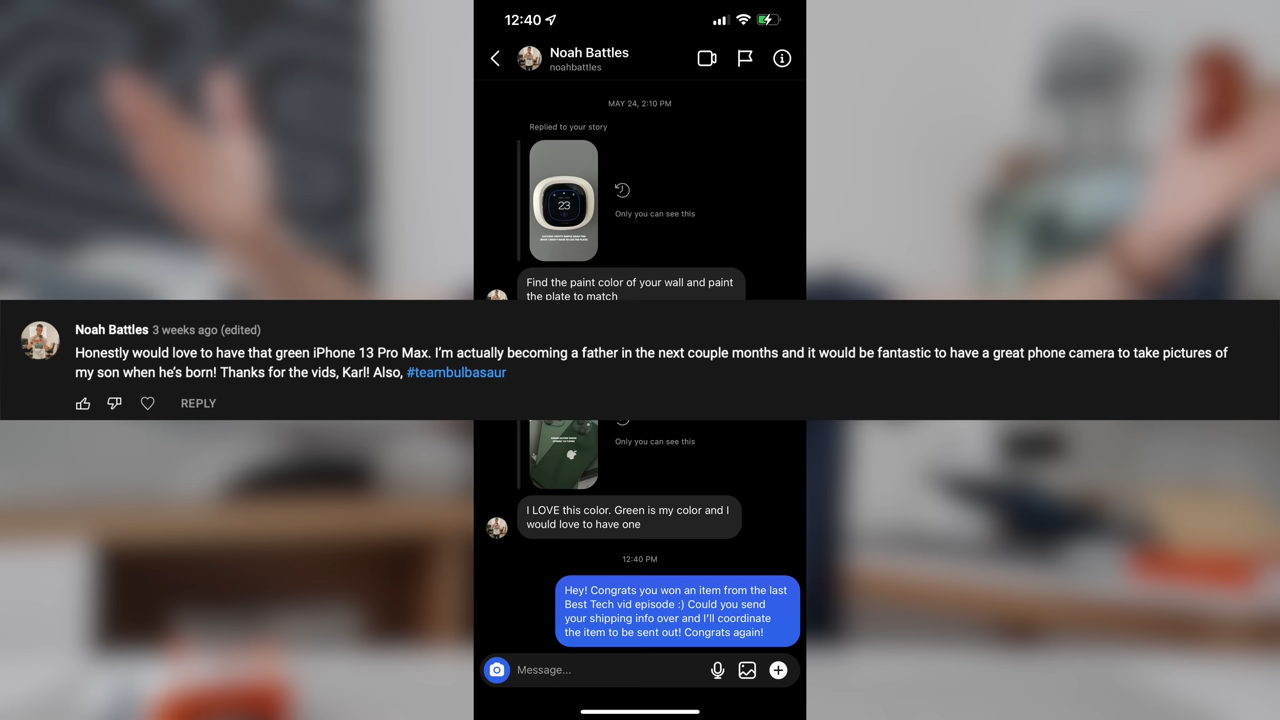 12:40
Noah Battles
noahbattles
MAY 24, 2:10 PM
Replied to your story
23
Only you can see this
Find the paint color of your wall and paint
the plate to match
Noah Battles 3 weeks ago (edited)
Honestly would love to have that green iPhone 13 Pro Max. I'm actually becoming a father in the next couple months and it would be fantastic to have a great phone camera to take pictures of
my son when he's born! Thanks for the vids, Karl! Also, #teambulbasaur
REPLY
Only you can see this
I LOVE this color. Green is my color and I
would love to have one
12:40 PM
Hey! Congrats you won an item from the last
Best Tech vid episode :) Could you send
your shipping info over and I'll coordinate
the item to be sent out! Congrats again!
Message...